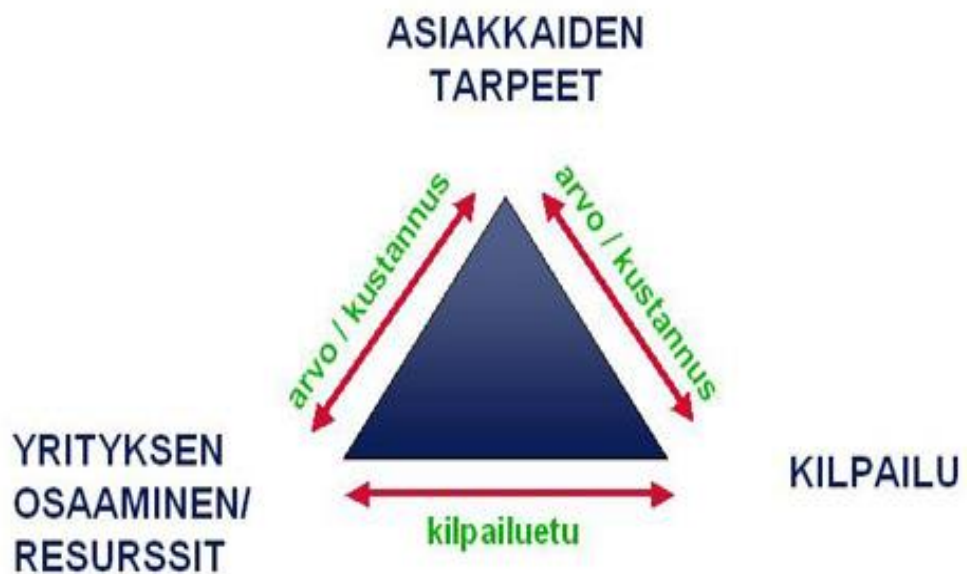 ASIAKKAIDEN
TARPEET
arvo / kustannus
arvo / kustannus
YRITYKSEN
OSAAMINEN/
RESURSSIT
KILPAILU
kilpailuetu